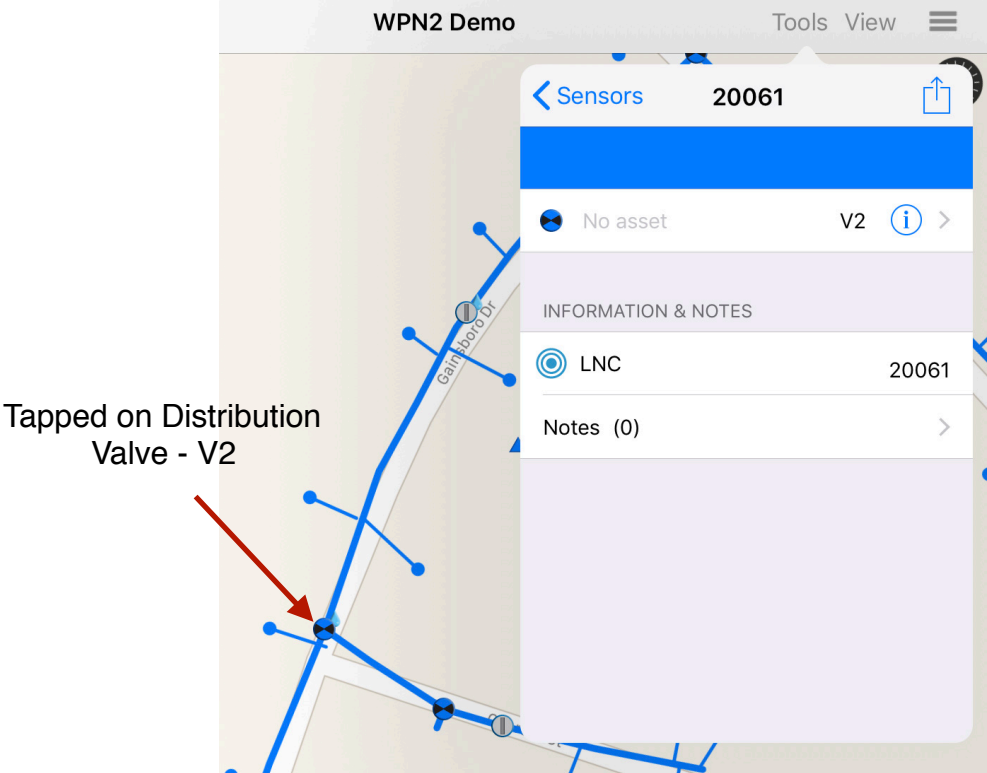 WPN2 Demo
Tools View
Sensors
20061
No asset
V2
i
INFORMATION & NOTES
LNC
20061
Notes (0)
Gainsboro Dr
Tapped on Distribution
Valve - V2